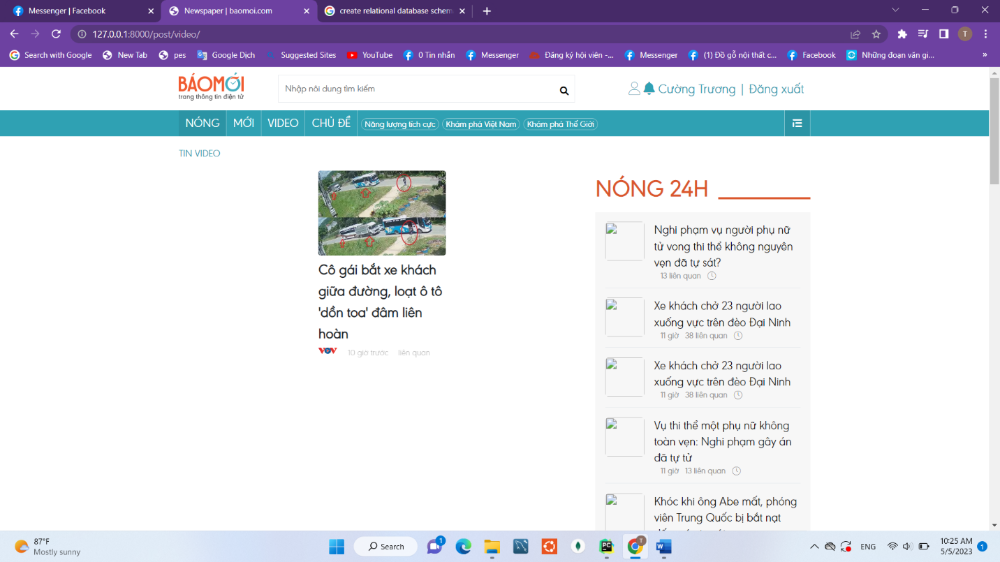 Messenger | Facebook
Newspaper | baomoi.com
create relational database schem
127.0.0.1:8000/post/video/
T
Search with Google
New Tab
pes
Google Dịch
Suggested Sites
YouTube
0 Tin nhắn
Messenger
Đăng ký hội viên -...
Messenger
(1) Đồ gỗ nội thất c...
Facebook
Những đoạn văn gi...
»
BÁOMỚI
trang thông tin điện tử
Nhập nôi dung tìm kiếm
Cường Trương | Đăng xuất
NÓNG
MỚI
VIDEO
CHỦ ĐỀ
Năng lượng tích cực
Khám phá Việt Nam
Khám phá Thế Giới
TIN VIDEO
Cô gái bắt xe khách
giữa đường, loạt ô tô
'dồn toa' đâm liên
hoàn
VOV
10 giờ trước
liên quan
NÓNG 24H
Nghi phạm vụ người phụ nữ
tử vong thi thể không nguyên
vẹn đã tự sát?
13 liên quan
Xe khách chở 23 người lao
xuống vực trên đèo Đại Ninh
11 giờ 38 liên quan
Xe khách chở 23 người lao
xuống vực trên đèo Đại Ninh
11 giờ 38 liên quan
Vụ thi thể một phụ nữ không
toàn vẹn: Nghi phạm gây án
đã tự tử
11 giờ 13 liên quan
Khóc khi ông Abe mất, phóng
viên Trung Quốc bị bắt nạt
87°F
Mostly sunny
Search
1
PC
T
W
ENG
10:25 AM
5/5/2023
1